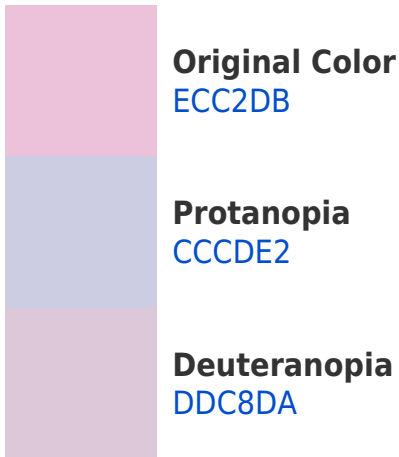 Original Color
ECC2DB
Protanopia
CCCDE2
Deuteranopia
DDC8DA